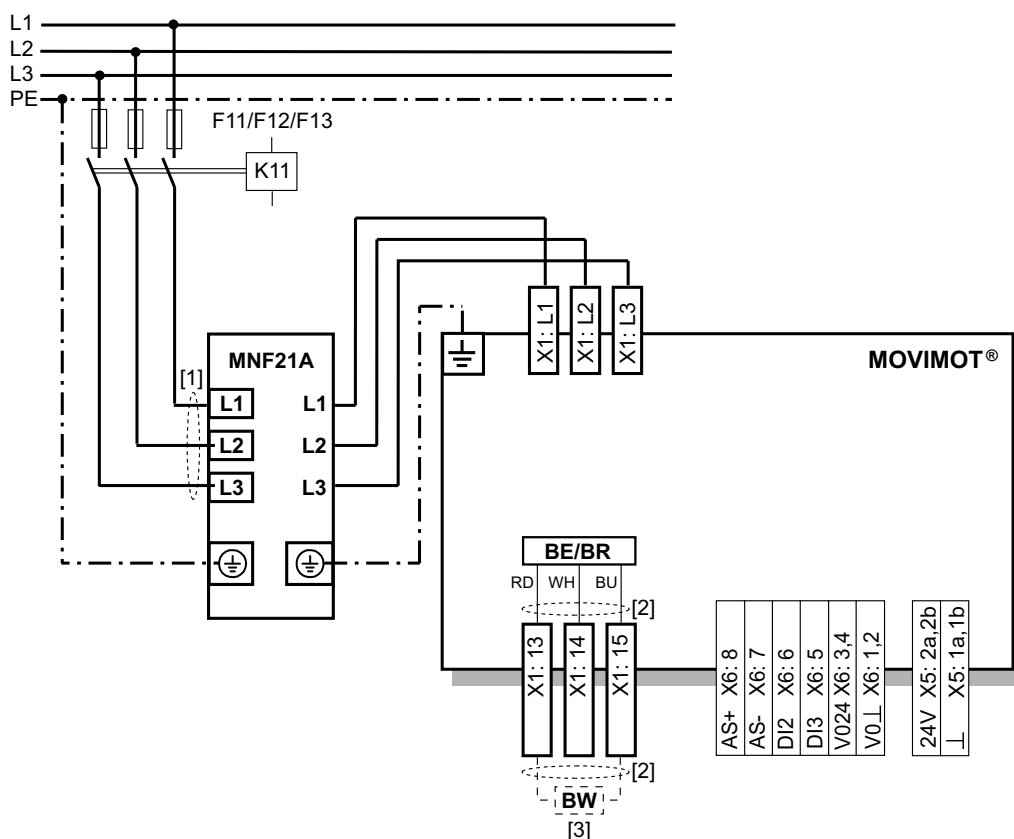 L1
L2
L3
PE
F11/F12/F13
K11
MNF21A
[1]
L1 L1
L2 L2
L3 L3
X1: L1
X1: L2
X1: L3
MOVIMOT®
BE/BR
RD WH BU
[2]
X1: 13
X1: 14
X1: 15
AS+ X6: 8
AS- X6: 7
DI2 X6: 6
DI3 X6: 5
V024 X6: 3,4
V0⊥ X6: 1,2
24V X5: 2a,2b
⊥ X5: 1a,1b
[2]
BW
[3]